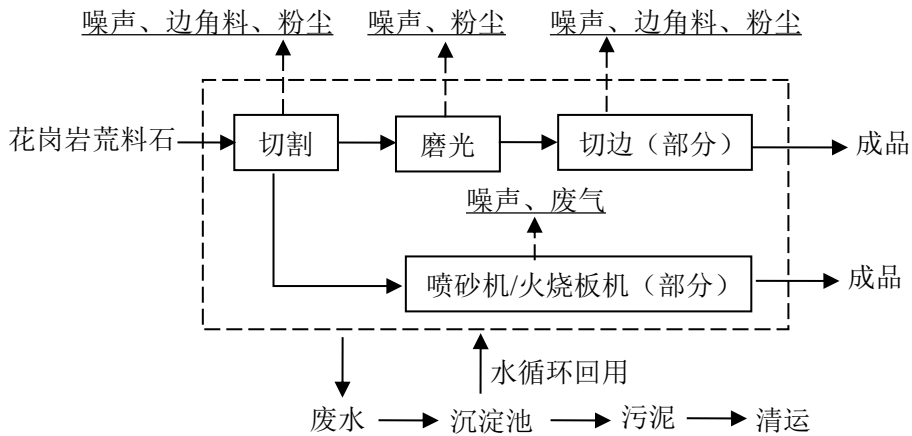 噪声、边角料、粉尘
噪声、粉尘
噪声、边角料、粉尘
花岗岩荒料石
切割
磨光
切边（部分）
成品
噪声、废气
喷砂机/火烧板机（部分）
成品
水循环回用
废水
沉淀池
污泥
清运